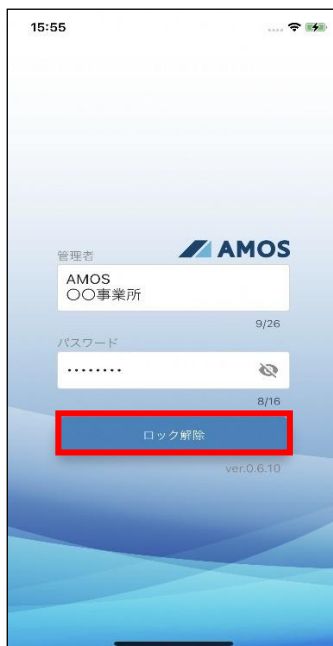 15:55
管理者
AMOS
AMOS
〇〇事業所
9/26
パスワード
••••••••
8/16
ロック解除
ver.0.6.10